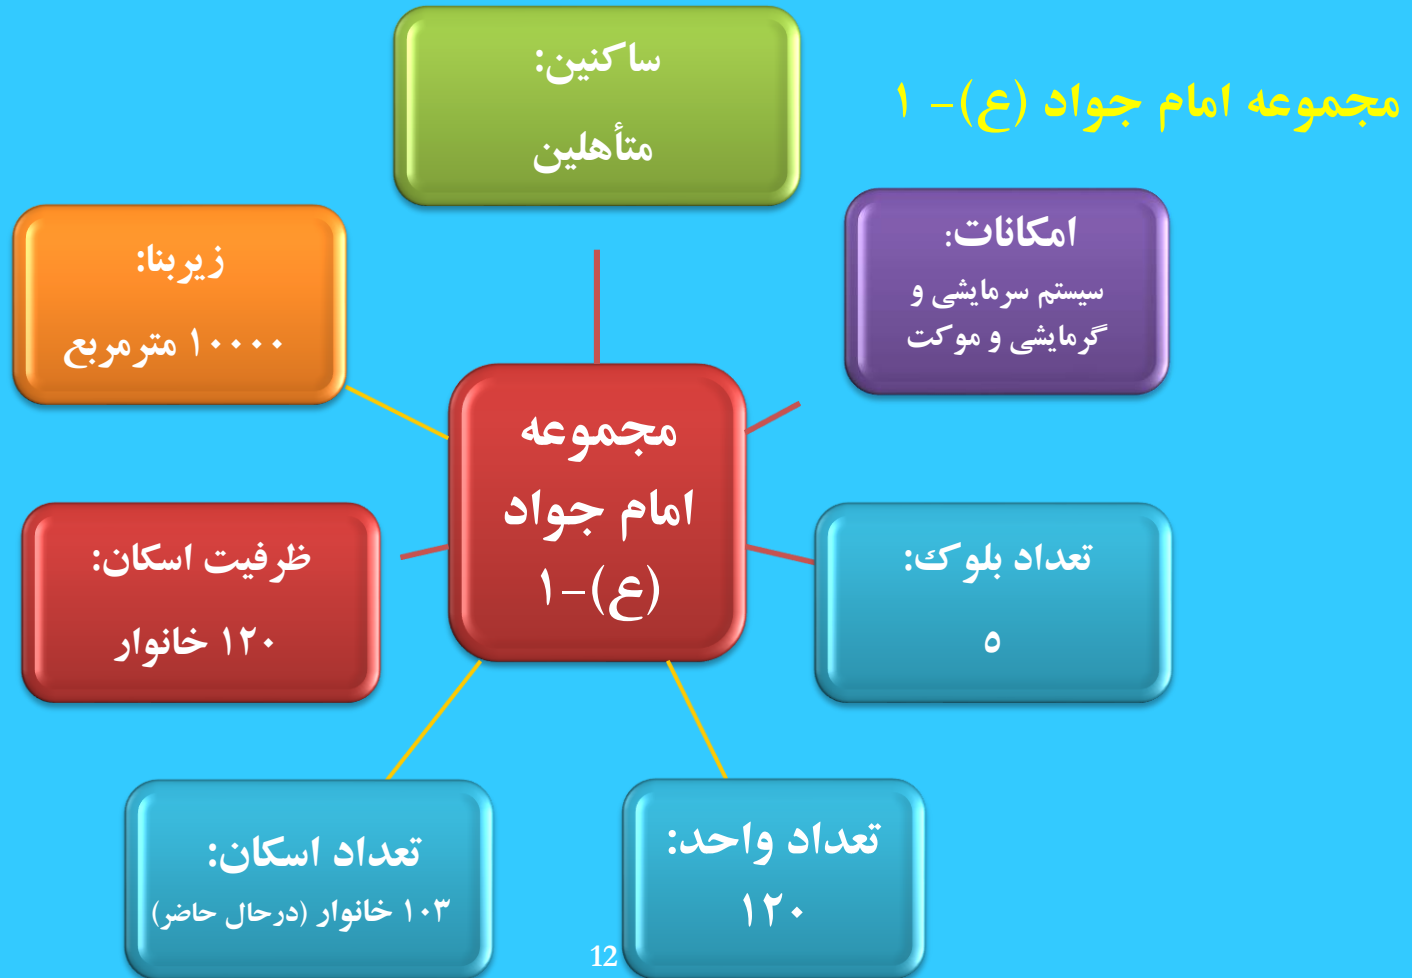 مجموعه امام جواد (ع)- ۱
ساکنین:
متأهلین
امکانات:
سیستم سرمایشی و
گرمایشی و موکت
زیربنا:
۱۰۰۰۰ مترمربع
مجموعه
امام جواد
(ع)-۱
تعداد بلوک:
۵
ظرفیت اسکان:
۱۲۰ خانوار
تعداد واحد:
۱۲۰
تعداد اسکان:
۱۰۳ خانوار (درحال حاضر)
12